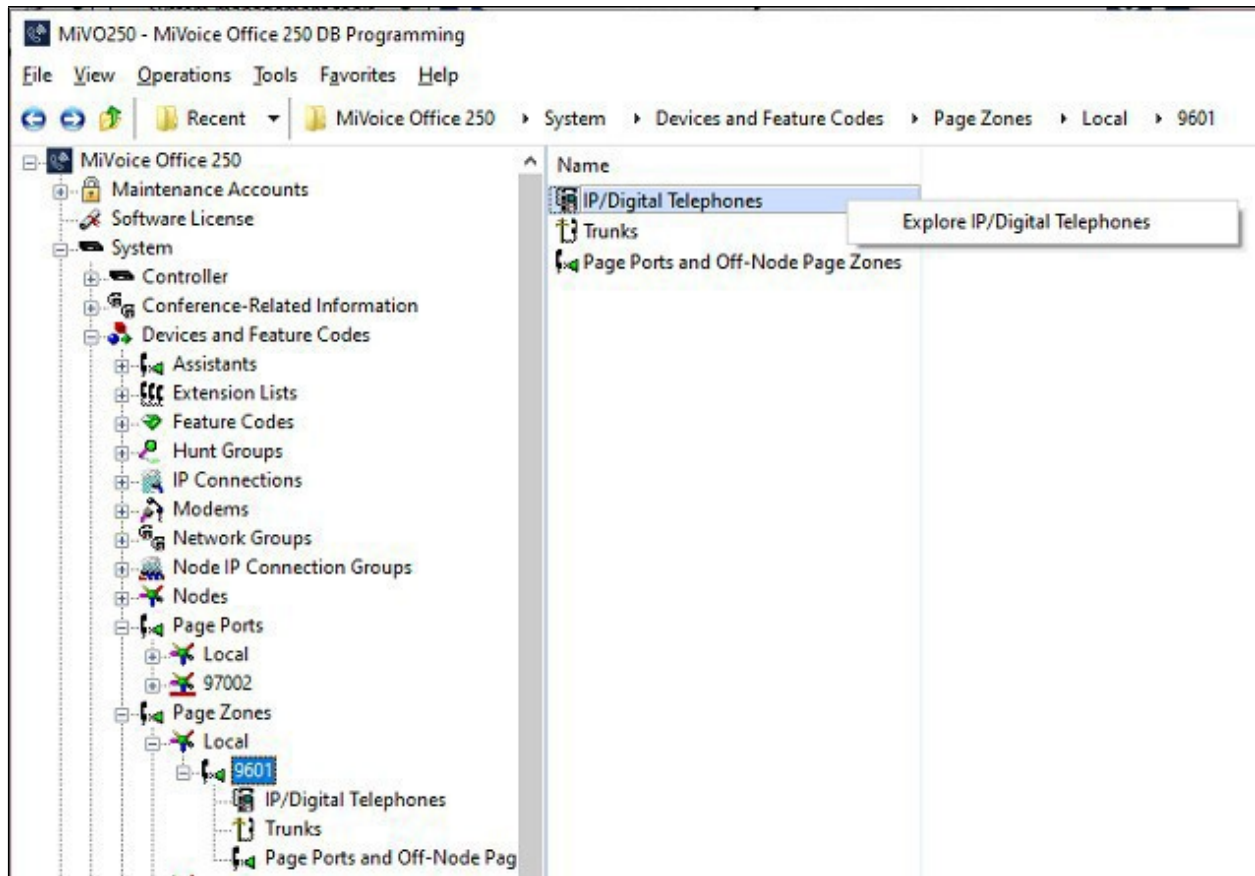 MiVO250 - MiVoice Office 250 DB Programming
File View Operations Tools Favorites Help
Recent MiVoice Office 250 System Devices and Feature Codes Page Zones Local 9601
MiVoice Office 250
Maintenance Accounts
Software License
System
Controller
Conference-Related Information
Devices and Feature Codes
Assistants
Extension Lists
Feature Codes
Hunt Groups
IP Connections
Modems
Network Groups
Node IP Connection Groups
Nodes
Page Ports
Local
97002
Page Zones
Local
9601
IP/Digital Telephones
Trunks
Page Ports and Off-Node Pag
Name
IP/Digital Telephones
Explore IP/Digital Telephones
Trunks
Page Ports and Off-Node Page Zones